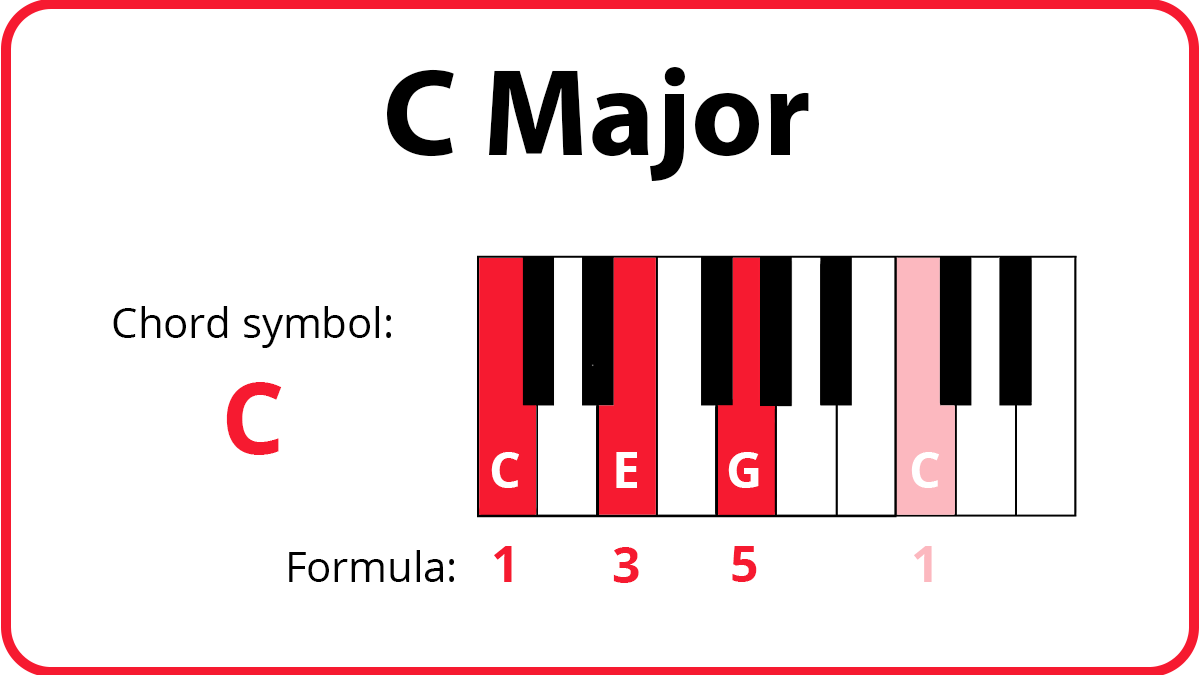 C Major
Chord symbol:
C
C E G C
Formula: 1 3 5 1